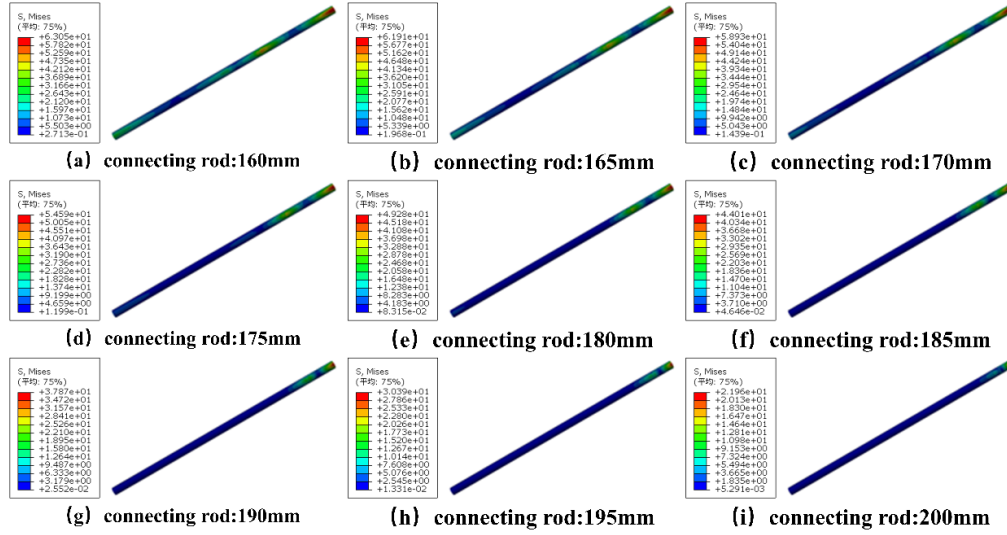 S, Mises
(平均: 75%)
+6.305e+01
+5.782e+01
+5.259e+01
+4.735e+01
+4.212e+01
+3.689e+01
+3.166e+01
+2.643e+01
+2.120e+01
+1.597e+01
+1.073e+01
+5.503e+00
+2.713e-01
(a) connecting rod:160mm
S, Mises
(平均: 75%)
+6.191e+01
+5.677e+01
+5.162e+01
+4.648e+01
+4.134e+01
+3.620e+01
+3.105e+01
+2.591e+01
+2.077e+01
+1.562e+01
+1.048e+01
+5.339e+00
+1.968e-01
(b) connecting rod:165mm
S, Mises
(平均: 75%)
+5.893e+01
+5.404e+01
+4.914e+01
+4.424e+01
+3.934e+01
+3.444e+01
+2.954e+01
+2.464e+01
+1.974e+01
+1.484e+01
+9.942e+00
+5.043e+00
+1.439e-01
(c) connecting rod:170mm
S, Mises
(平均: 75%)
+5.459e+01
+5.005e+01
+4.551e+01
+4.097e+01
+3.643e+01
+3.190e+01
+2.736e+01
+2.282e+01
+1.828e+01
+1.374e+01
+9.199e+00
+4.659e+00
+1.199e-01
(d) connecting rod:175mm
S, Mises
(平均: 75%)
+4.928e+01
+4.518e+01
+4.108e+01
+3.698e+01
+3.288e+01
+2.878e+01
+2.468e+01
+2.058e+01
+1.648e+01
+1.238e+01
+8.283e+00
+4.183e+00
+8.315e-02
(e) connecting rod:180mm
S, Mises
(平均: 75%)
+4.401e+01
+4.034e+01
+3.668e+01
+3.302e+01
+2.935e+01
+2.569e+01
+2.203e+01
+1.836e+01
+1.470e+01
+1.104e+01
+7.373e+00
+3.710e+00
+4.646e-02
(f) connecting rod:185mm
S, Mises
(平均: 75%)
+3.787e+01
+3.472e+01
+3.157e+01
+2.841e+01
+2.526e+01
+2.210e+01
+1.895e+01
+1.580e+01
+1.264e+01
+9.487e+00
+6.333e+00
+3.179e+00
+2.552e-02
(g) connecting rod:190mm
S, Mises
(平均: 75%)
+3.039e+01
+2.786e+01
+2.533e+01
+2.280e+01
+2.026e+01
+1.773e+01
+1.520e+01
+1.267e+01
+1.014e+01
+7.608e+00
+5.076e+00
+2.545e+00
+1.331e-02
(h) connecting rod:195mm
S, Mises
(平均: 75%)
+2.196e+01
+2.013e+01
+1.830e+01
+1.647e+01
+1.464e+01
+1.281e+01
+1.098e+01
+9.153e+00
+7.324e+00
+5.494e+00
+3.665e+00
+1.835e+00
+5.291e-03
(i) connecting rod:200mm